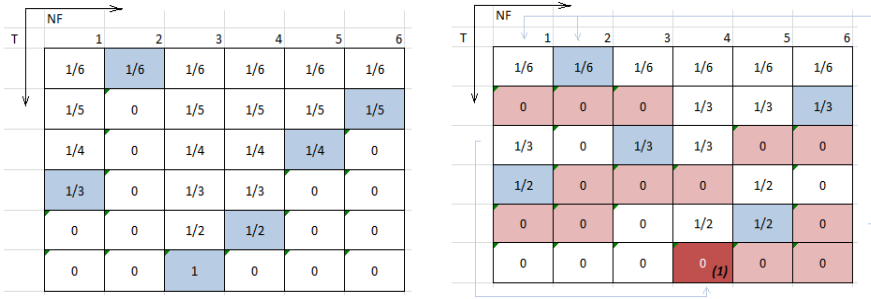 NF
T 1 2 3 4 5 6
1/6 1/6 1/6 1/6 1/6 1/6
1/5 0 1/5 1/5 1/5 1/5
1/4 0 1/4 1/4 1/4 0
1/3 0 1/3 1/3 0 0
0 0 1/2 1/2 0 0
0 0 1 0 0 0
NF
T 1 2 3 4 5 6
1/6 1/6 1/6 1/6 1/6 1/6
0 0 0 1/3 1/3 1/3
1/3 0 1/3 1/3 0 0
1/2 0 0 0 1/2 0
0 0 0 1/2 1/2 0
0 0 0 0 (1) 0 0